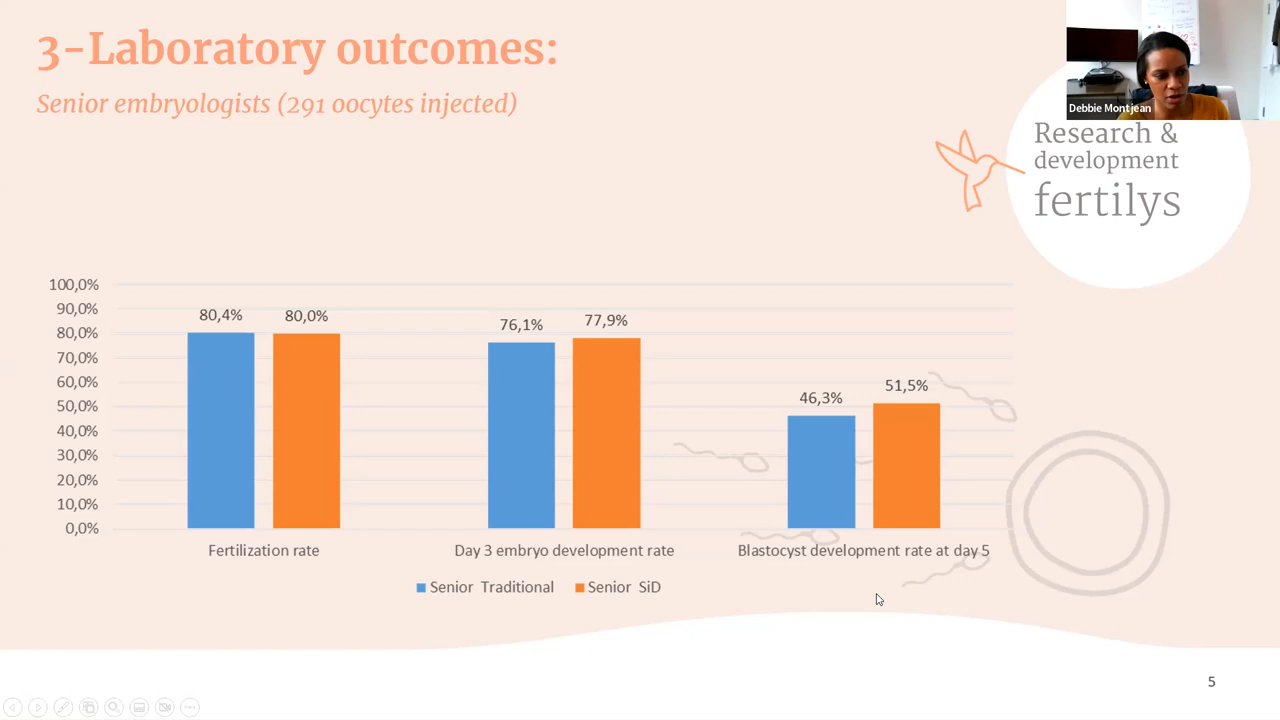 3-Laboratory outcomes:
Senior embryologists (291 oocytes injected)
Debbie Montjean
Research &
development
fertilys
100,0%
90,0%
80,0%
70,0%
60,0%
50,0%
40,0%
30,0%
20,0%
10,0%
0,0%
80,4%
80,0%
76,1%
77,9%
46,3%
51,5%
Fertilization rate
Day 3 embryo development rate
Blastocyst development rate at day 5
Senior Traditional
Senior SiD
5